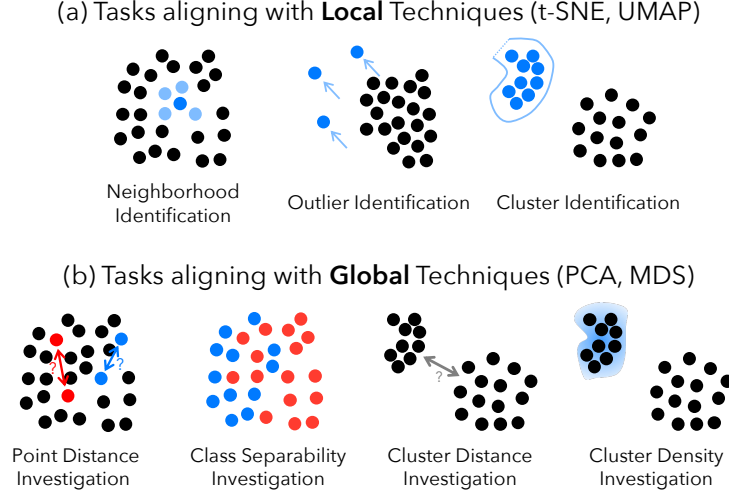 (a) Tasks aligning with Local Techniques (t-SNE, UMAP)
Neighborhood
Identification
Outlier Identification
Cluster Identification
(b) Tasks aligning with Global Techniques (PCA, MDS)
?
?
?
Point Distance
Investigation
Class Separability
Investigation
Cluster Distance
Investigation
Cluster Density
Investigation